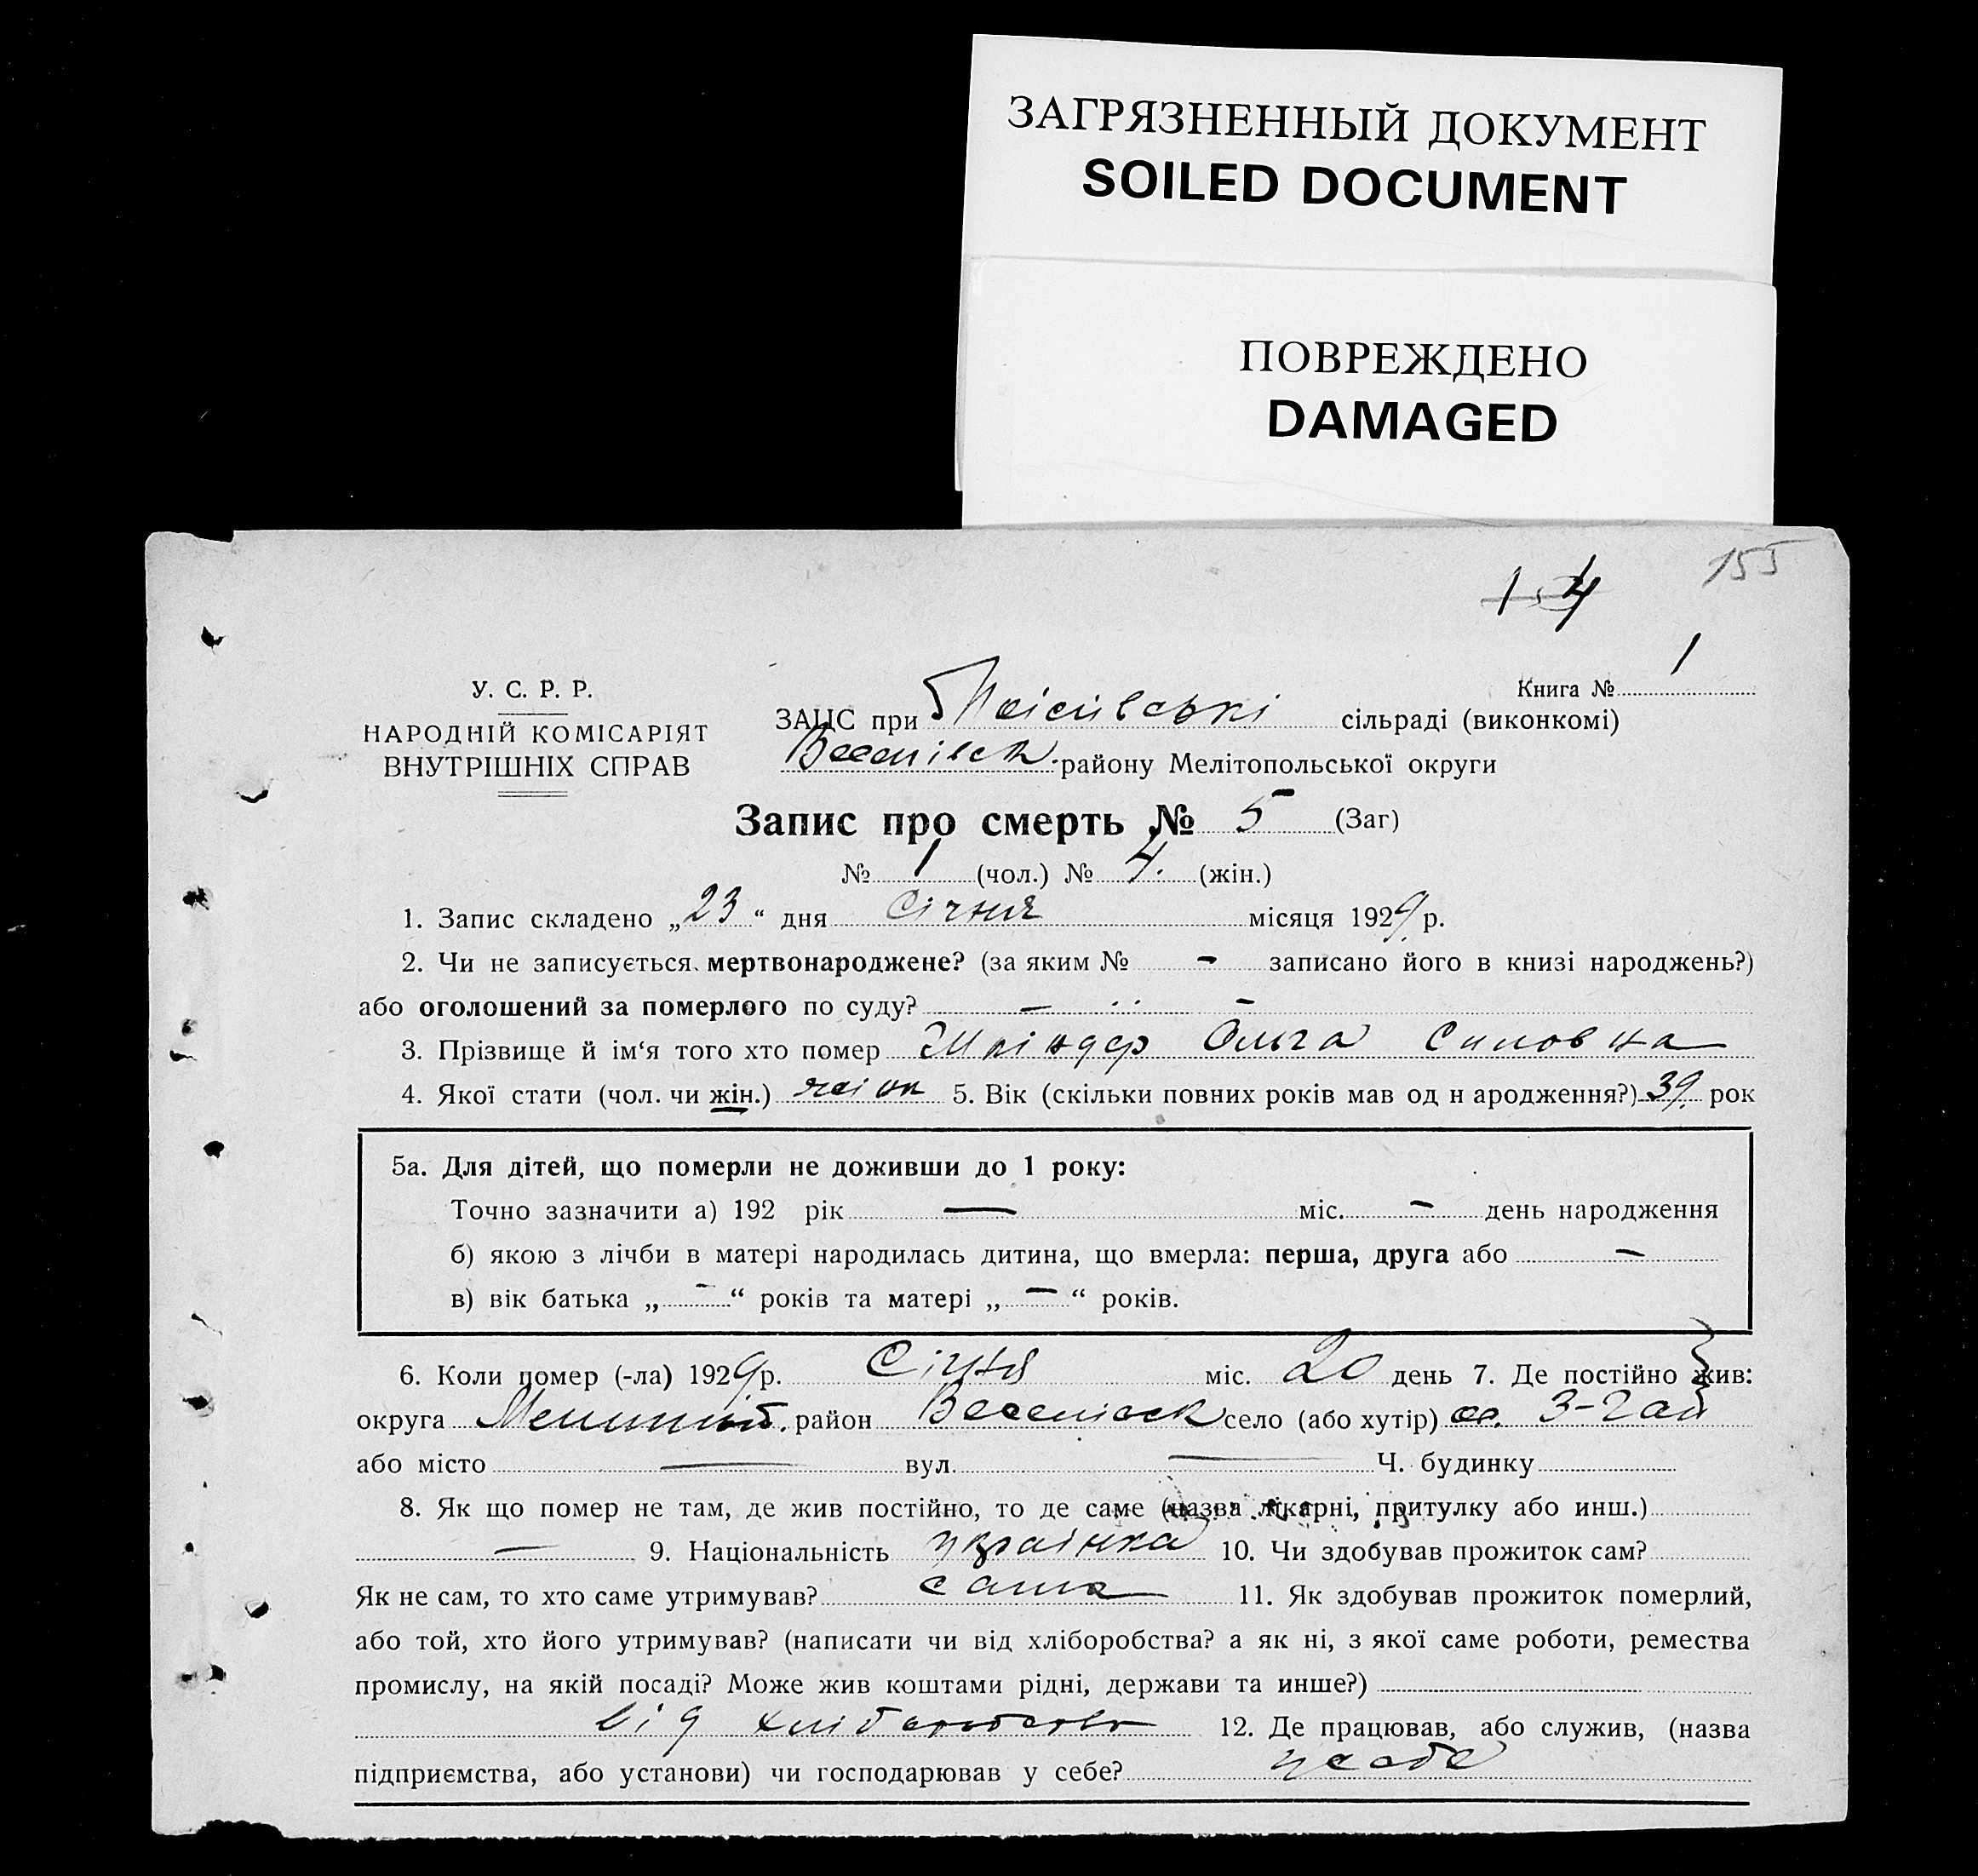 ЗАГРЯЗНЕННЫЙ ДОКУМЕНТ
SOILED DOCUMENT
ПОВРЕЖДЕНО
DAMAGED
155
4
У. С. Р. Р.
НАРОДНІЙ КОМІСАРІЯТ
ВНУТРІШНІХ СПРАВ
Книга № 1
ЗАЦС при сільраді (виконкомі)
району Мелітопольської округи
Запис про смерть № 5 (Заг)
№ 1 (чол.) № 4. (жін.)
1. Запис складено „23“ дня Січня місяця 1929 р.
2. Чи не записується мертвонароджене? (за яким № - записано його в книзі народжень?)
або оголошений за померлого по суду? — —
3. Прізвище й ім‘я того хто помер Шкіндер Ольга
4. Якої стати (чол. чи жін.) жін 5. Вік (скільки повних років мав од н ародження?) 39. рок
5а. Для дітей, що померли не доживши до 1 року:
Точно зазначити а) 192 рік — міс. — день народження
б) якою з лічби в матері народилась дитина, що вмерла: перша, друга або —
в) вік батька „—“ років та матері „—“ років.
6. Коли помер (-ла) 1929р. Січня міс. 20 день 7. Де постійно жив:
округа район село (або хутір) 3-Гай
або місто — вул. — Ч. будинку
8. Як що помер не там, де жив постійно, то де саме (назва лікарні, притулку або инш.)
— 9. Національність українка 10. Чи здобував прожиток сам?
Як не сам, то хто саме утримував? сама 11. Як здобував прожиток померлий,
або той, хто його утримував? (написати чи від хліборобства? а як ні, з якої саме роботи, ремества
промислу, на якій посаді? Може жив коштами рідні, держави та инше?)
від хліборобства 12. Де працював, або служив, (назва
підприємства, або установи) чи господарював у себе? у себе